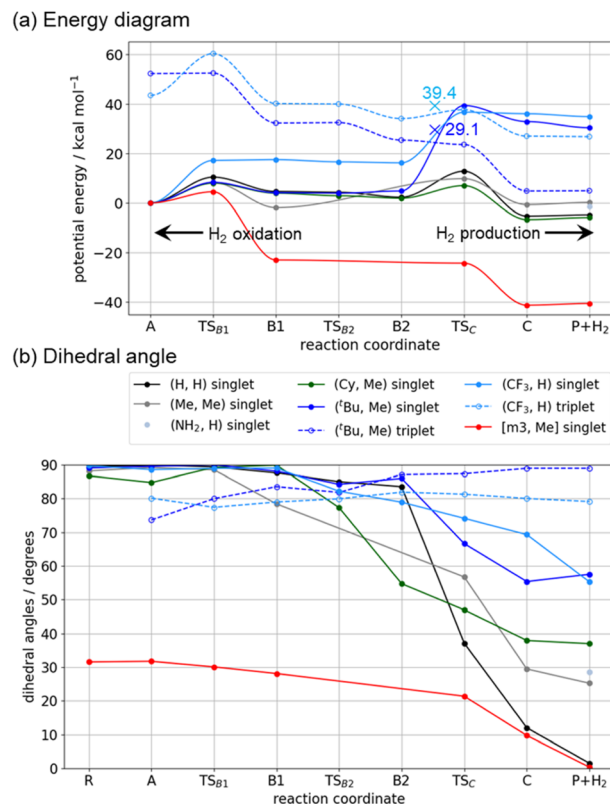 (a) Energy diagram
potential energy / kcal mol⁻¹
60
40
20
0
−20
−40
39.4
29.1
H₂ oxidation
H₂ production
A TS_B1 B1 TS_B2 B2 TS_C C P+H₂
reaction coordinate
(b) Dihedral angle
(H, H) singlet
(Me, Me) singlet
(NH₂, H) singlet
(Cy, Me) singlet
(ᵗBu, Me) singlet
(ᵗBu, Me) triplet
(CF₃, H) singlet
(CF₃, H) triplet
[m3, Me] singlet
dihedral angles / degrees
90
80
70
60
50
40
30
20
10
0
R A TS_B1 B1 TS_B2 B2 TS_C C P+H₂
reaction coordinate